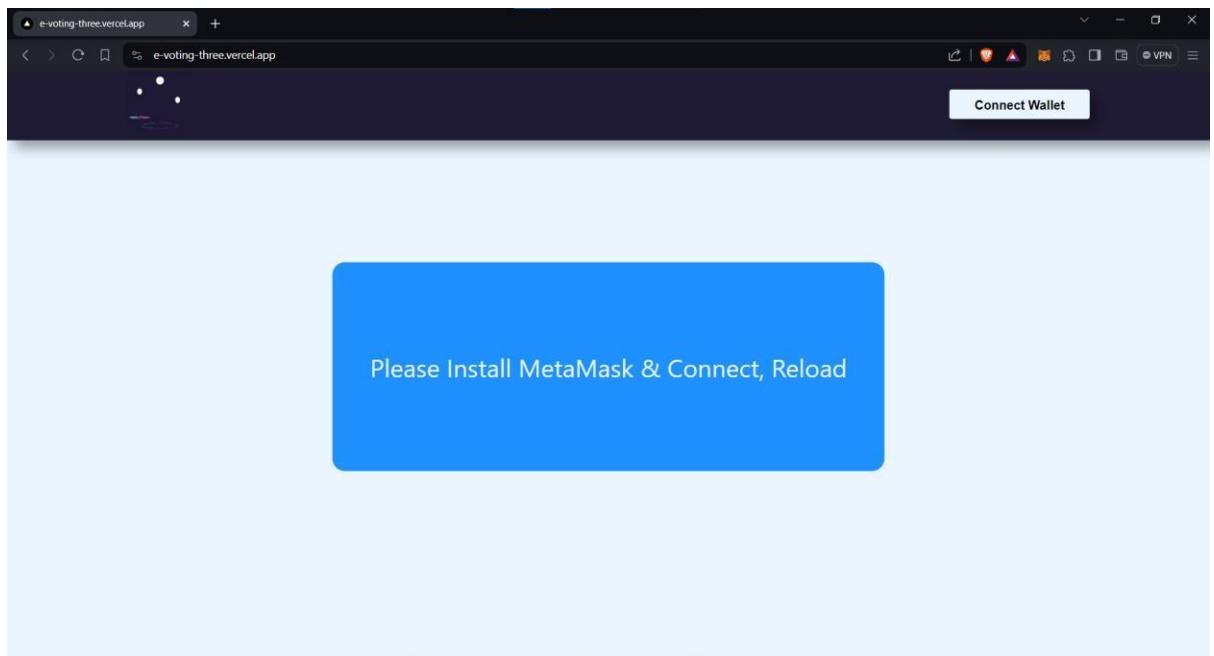 e-voting-three.vercel.app
e-voting-three.vercel.app
VPN
Connect Wallet
Please Install MetaMask & Connect, Reload